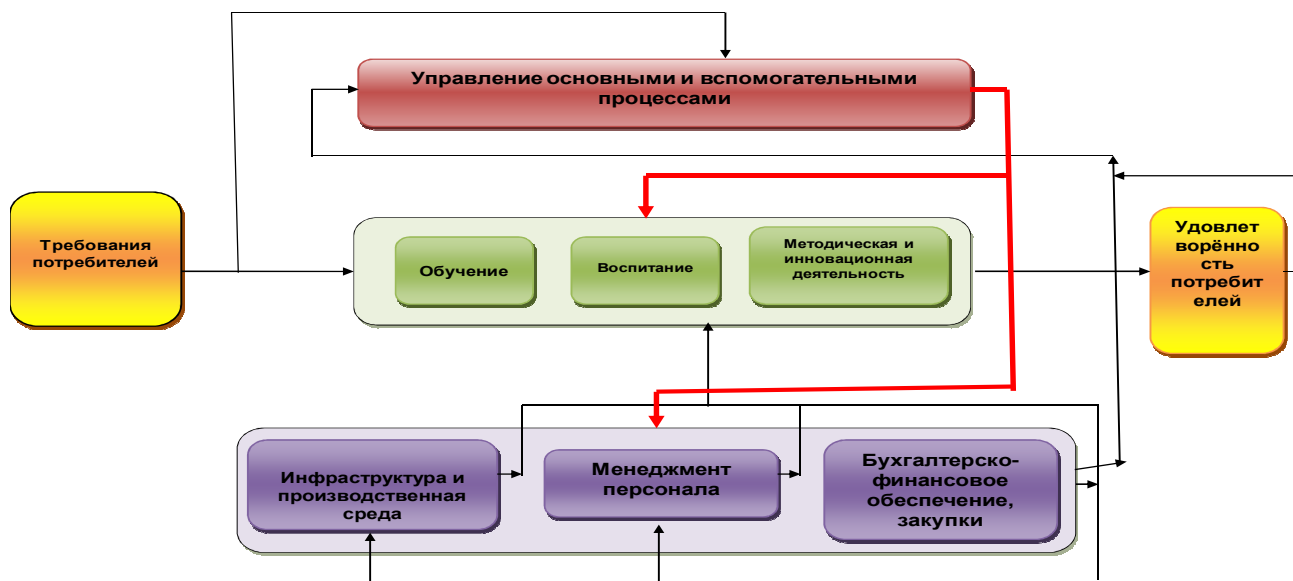 Управление основными и вспомогательными
процессами
Требования
потребителей
Обучение
Воспитание
Методическая и
инновационная
деятельность
Удовлет
ворённо
сть
потребит
елей
Инфраструктура и
производственная
среда
Менеджмент
персонала
Бухгалтерско-
финансовое
обеспечение,
закупки